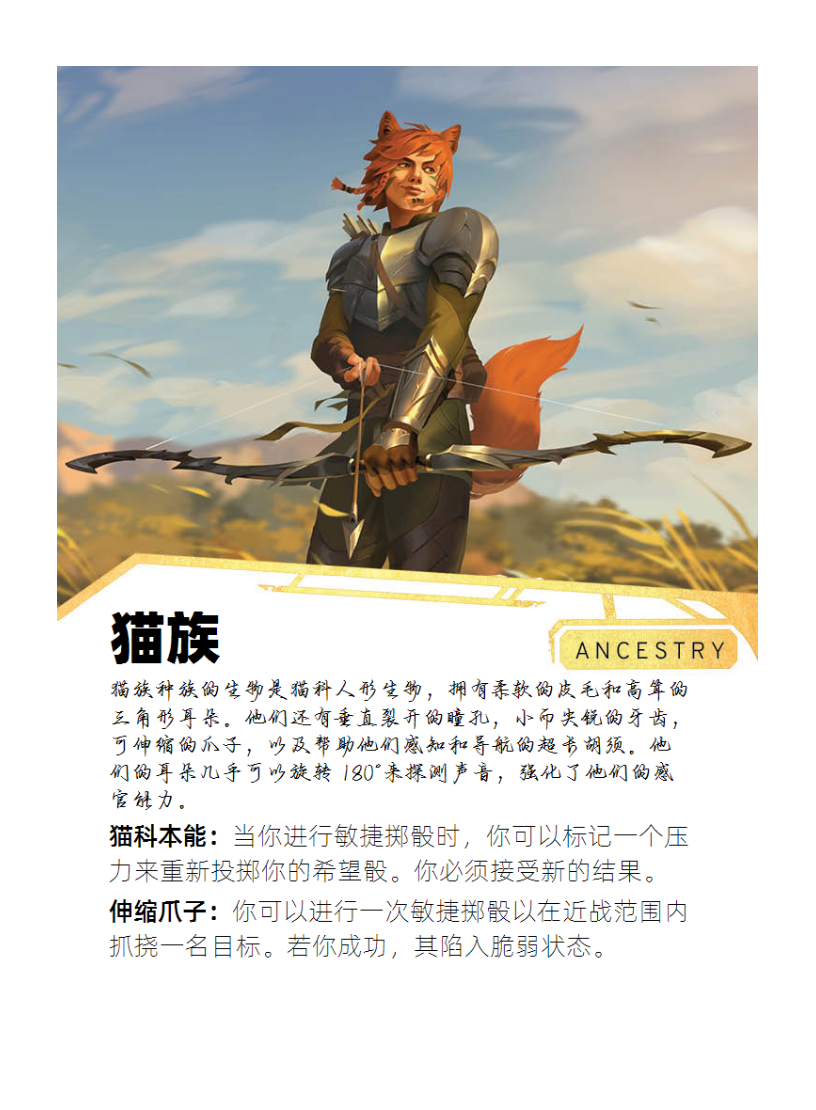 猫族
ANCESTRY
猫族种族的生物是猫科人形生物，拥有柔软的皮毛和高耸的
三角形耳朵。他们还有垂直裂开的瞳孔，小而尖锐的牙齿，
可伸缩的爪子，以及帮助他们感知和导航的超长胡须。他
们的耳朵几乎可以旋转 180°来探测声音，强化了他们的感
官能力。
猫科本能：当你进行敏捷掷骰时，你可以标记一个压
力来重新投掷你的希望骰。你必须接受新的结果。
伸缩爪子：你可以进行一次敏捷掷骰以在近战范围内
抓挠一名目标。若你成功，其陷入脆弱状态。